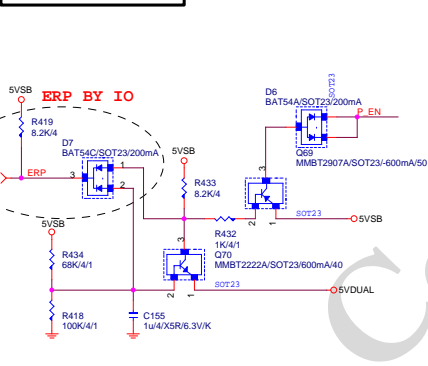 5VSB
ERP BY IO
R419
8.2K/4
D7
BAT54C/SOT23/200mA
ERP
3
1
2
5VSB
R433
8.2K/4
D6
BAT54A/SOT23/200mA
SOT23
P_EN
3
Q69
MMBT2907A/SOT23/-600mA/50
2
1
SOT23
5VSB
R432
1K/4/1
5VSB
R434
68K/4/1
3
Q70
MMBT2222A/SOT23/600mA/40
2
1
SOT23
5VDUAL
R418
100K/4/1
C155
1u/4/X5R/6.3V/K